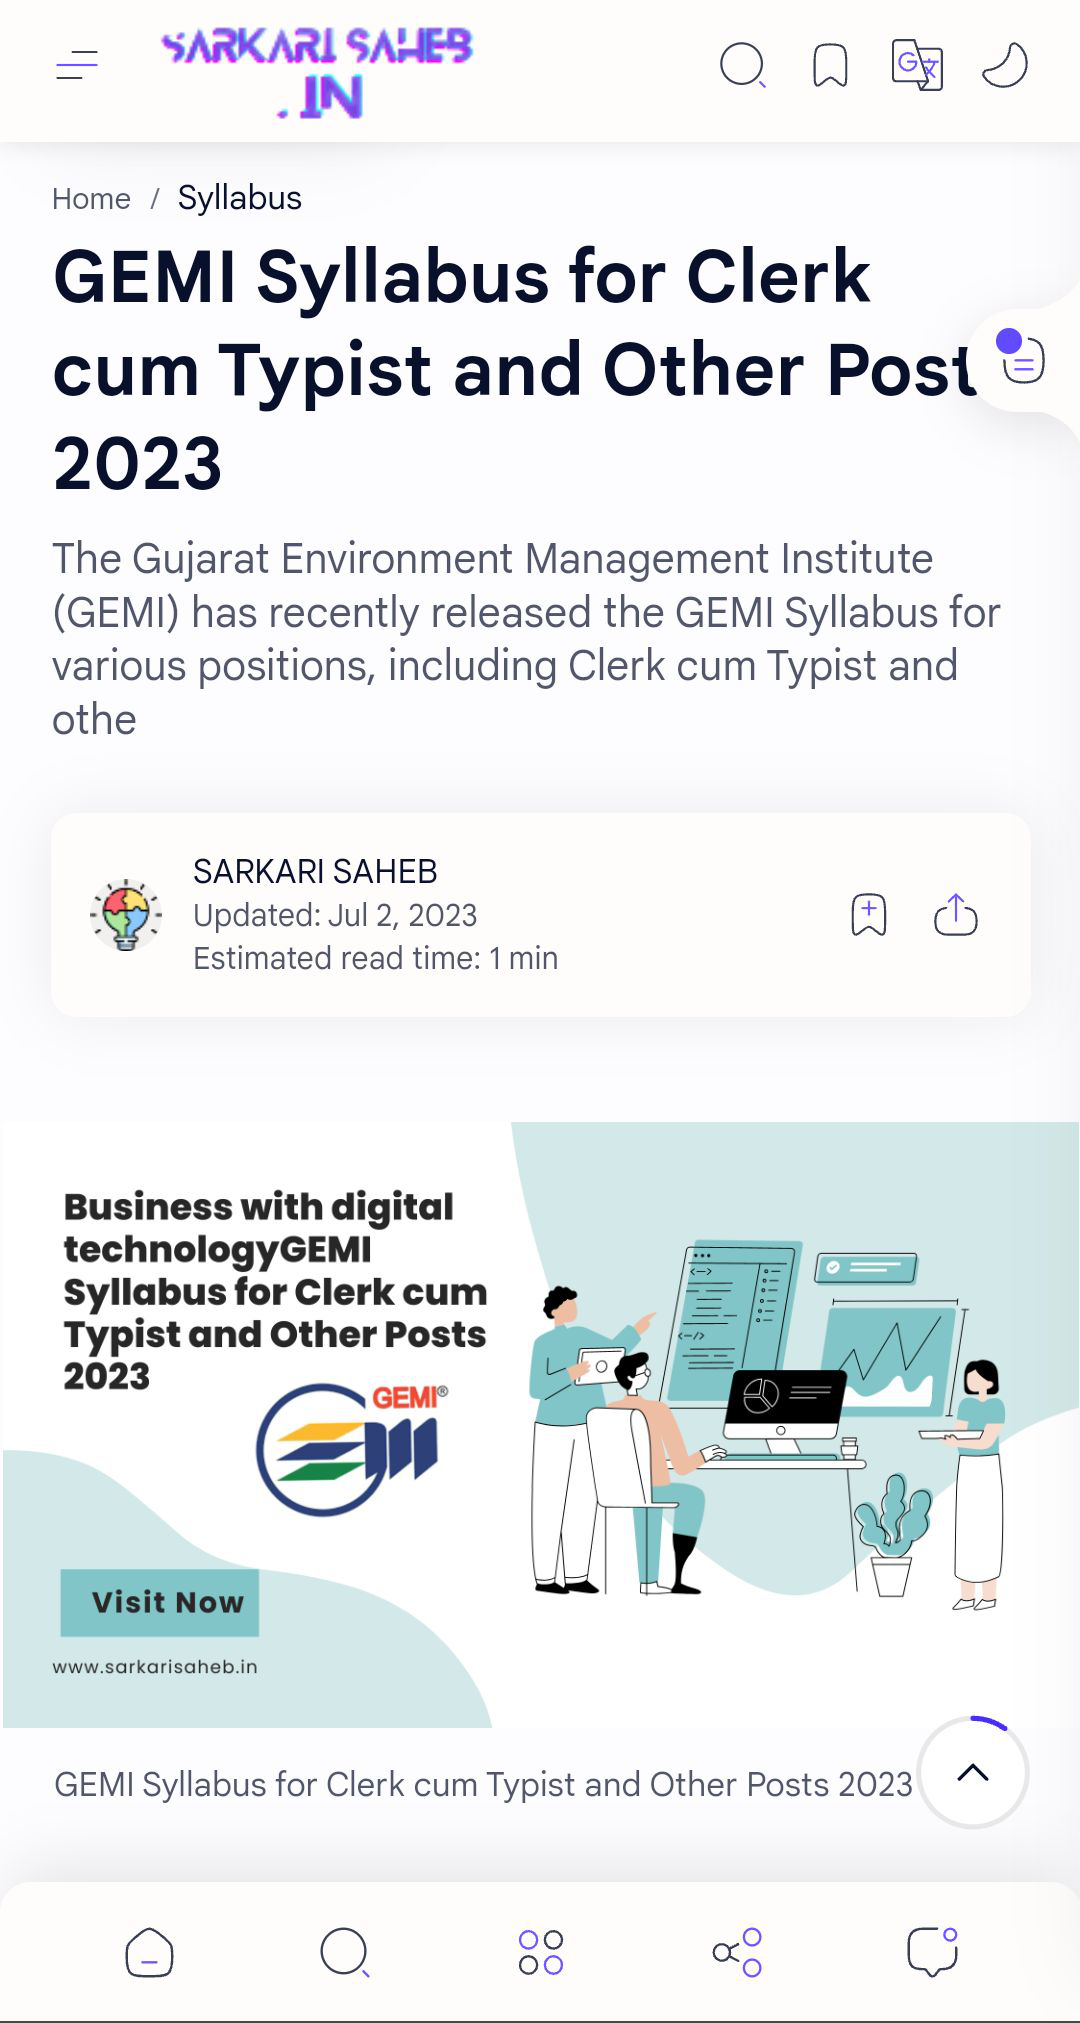 SARKARI SAHEB
.IN
Home / Syllabus
GEMI Syllabus for Clerk
cum Typist and Other Post
2023
The Gujarat Environment Management Institute
(GEMI) has recently released the GEMI Syllabus for
various positions, including Clerk cum Typist and
othe
SARKARI SAHEB
Updated: Jul 2, 2023
Estimated read time: 1 min
Business with digital
technologyGEMI
Syllabus for Clerk cum
Typist and Other Posts
2023
GEMI®
Visit Now
www.sarkarisaheb.in
GEMI Syllabus for Clerk cum Typist and Other Posts 2023